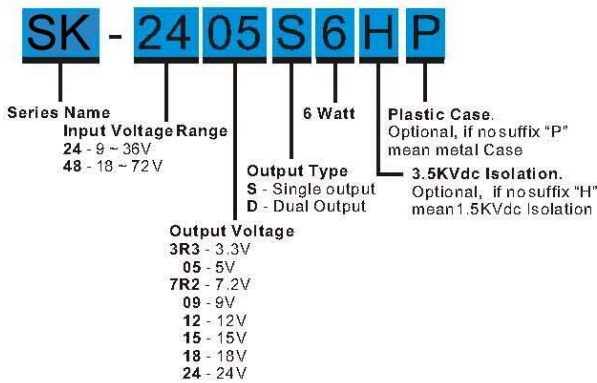 SK - 24 05 S 6 H P
Series Name
Input Voltage Range
24 - 9 ~ 36V
48 - 18 ~ 72V
Output Voltage
3R3 - 3.3V
05 - 5V
7R2 - 7.2V
09 - 9V
12 - 12V
15 - 15V
18 - 18V
24 - 24V
Output Type
S - Single output
D - Dual Output
6 Watt
3.5KVdc Isolation.
Optional, if no suffix “H”
mean 1.5KVdc Isolation
Plastic Case.
Optional, if no suffix “P”
mean metal Case